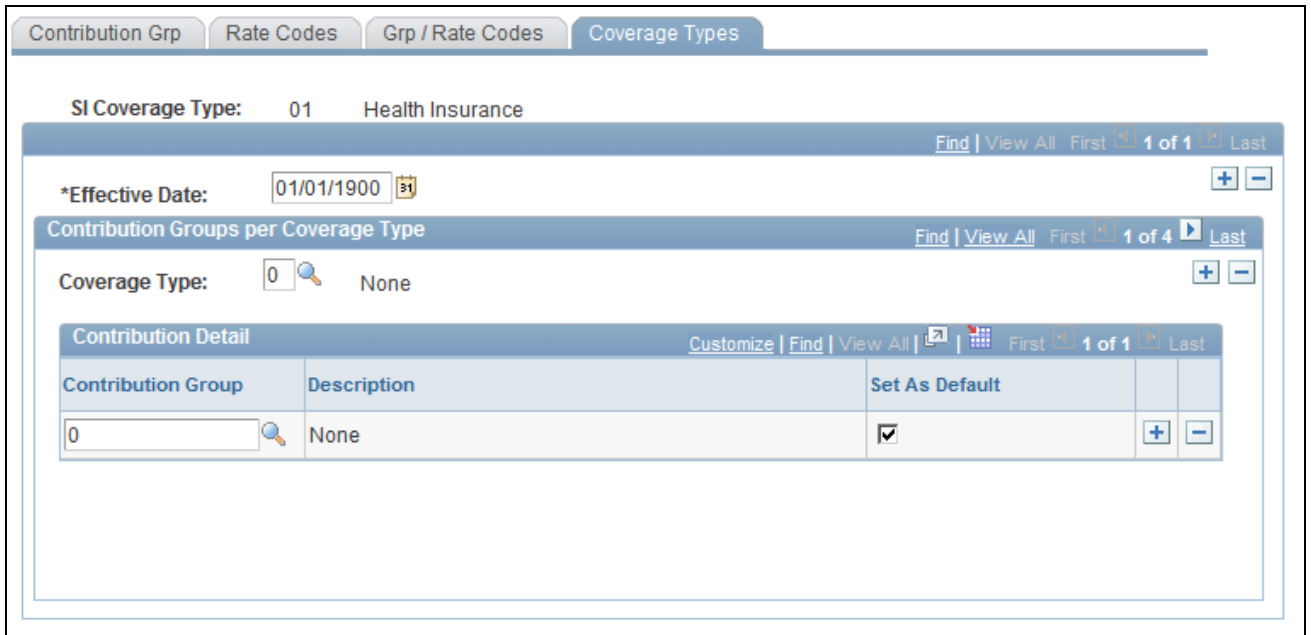 Contribution Grp Rate Codes Grp / Rate Codes Coverage Types
SI Coverage Type: 01 Health Insurance
Find | View All First 1 of 1 Last
*Effective Date: 01/01/1900 31
Contribution Groups per Coverage Type Find | View All First 1 of 4 Last
Coverage Type: 0 None
Contribution Detail Customize | Find | View All | | First 1 of 1 Last
Contribution Group Description Set As Default
0 None